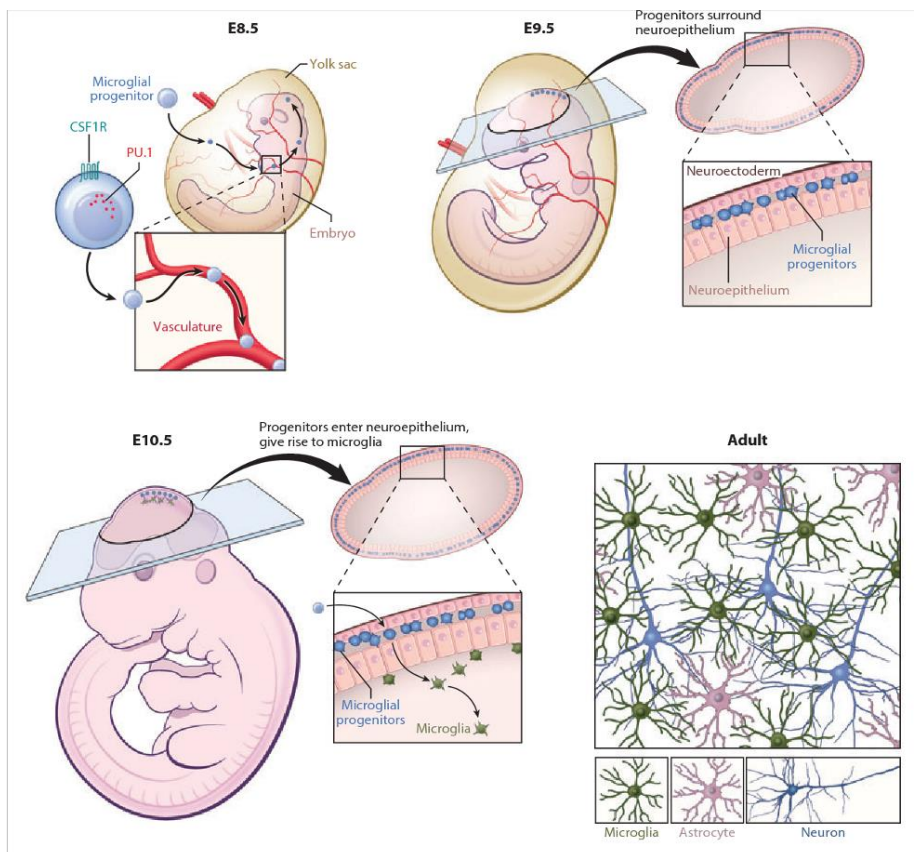 E8.5
Yolk sac
Microglial
progenitor
CSF1R
PU.1
Embryo
Vasculature
E9.5
Progenitors surround
neuroepithelium
Neuroectoderm
Microglial
progenitors
Neuroepithelium
E10.5
Progenitors enter neuroepithelium,
give rise to microglia
Microglial
progenitors
Microglia
Adult
Microglia
Astrocyte
Neuron